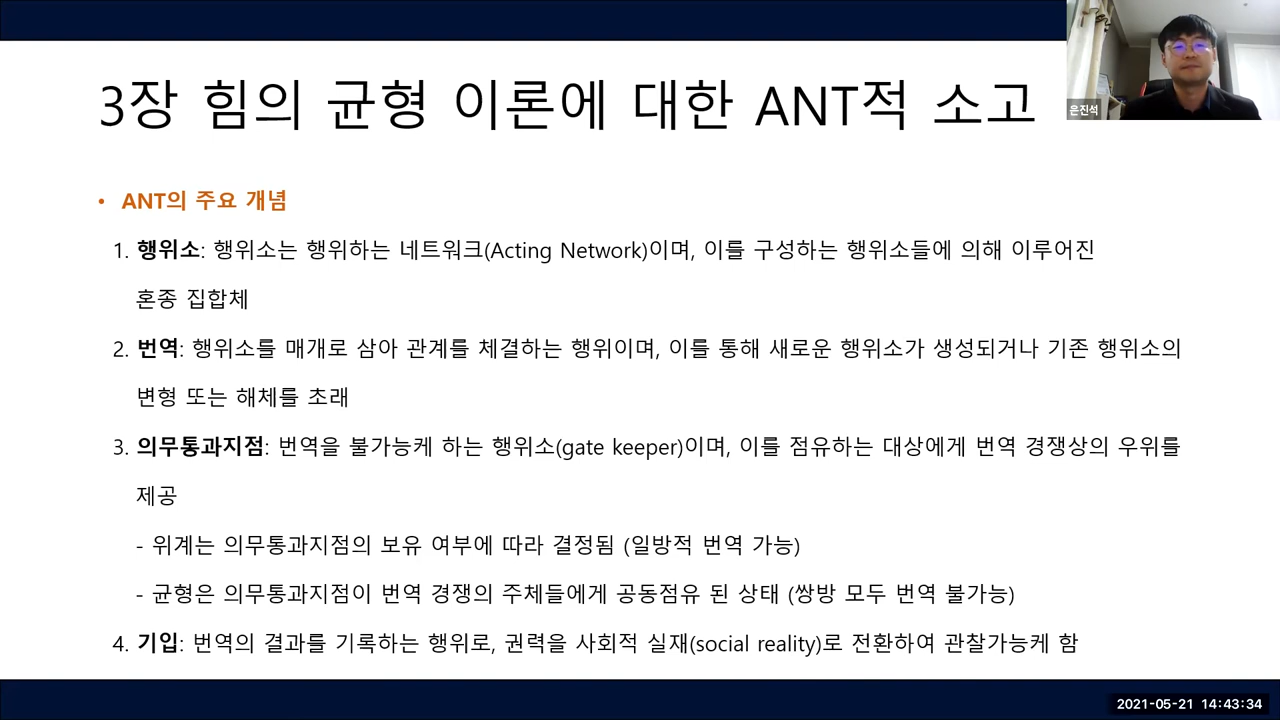 은진석
3장 힘의 균형 이론에 대한 ANT적 소고
• ANT의 주요 개념
1. 행위소: 행위소는 행위하는 네트워크(Acting Network)이며, 이를 구성하는 행위소들에 의해 이루어진
혼종 집합체
2. 번역: 행위소를 매개로 삼아 관계를 체결하는 행위이며, 이를 통해 새로운 행위소가 생성되거나 기존 행위소의
변형 또는 해체를 초래
3. 의무통과지점: 번역을 불가능케 하는 행위소(gate keeper)이며, 이를 점유하는 대상에게 번역 경쟁상의 우위를
제공
- 위계는 의무통과지점의 보유 여부에 따라 결정됨 (일방적 번역 가능)
- 균형은 의무통과지점이 번역 경쟁의 주체들에게 공동점유 된 상태 (쌍방 모두 번역 불가능)
4. 기입: 번역의 결과를 기록하는 행위로, 권력을 사회적 실재(social reality)로 전환하여 관찰가능케 함
2021-05-21 14:43:34